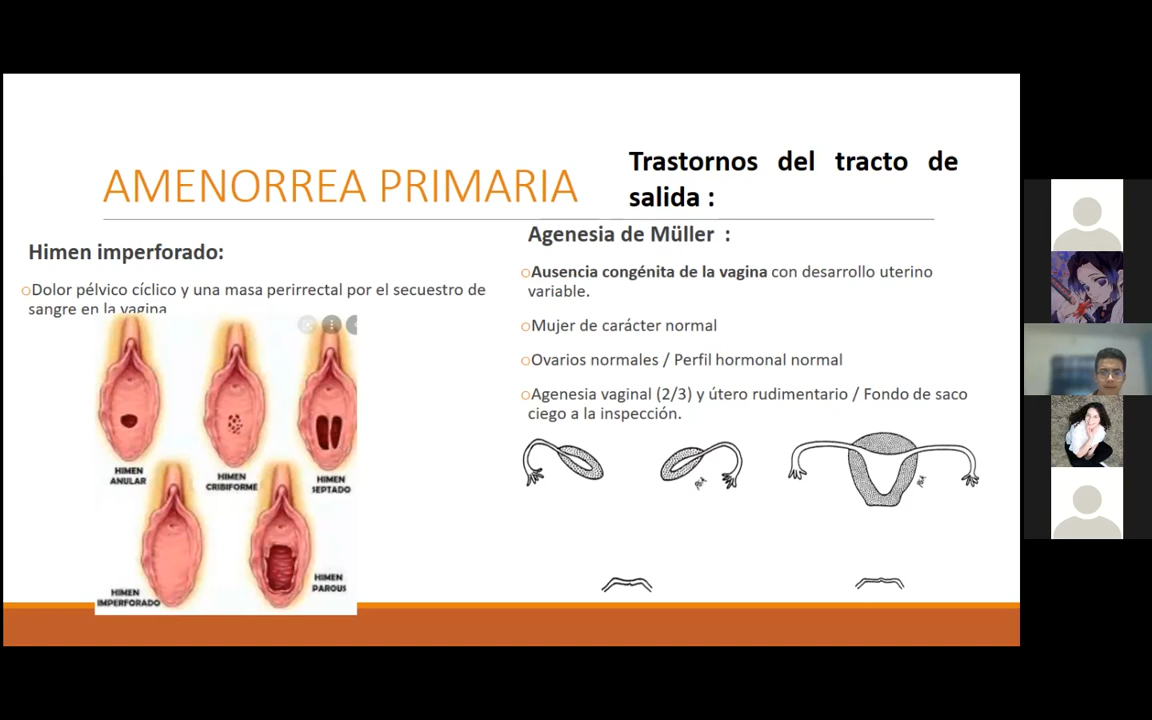 AMENORREA PRIMARIA
Trastornos del tracto de
salida :
Himen imperforado:
Dolor pélvico cíclico y una masa perirrectal por el secuestro de
sangre en la vagina
HIMEN
ANULAR
HIMEN
CRIBIFORME
HIMEN
SEPTADO
HIMEN
IMPERFORADO
HIMEN
PAROUS
Agenesia de Müller :
Ausencia congénita de la vagina con desarrollo uterino
variable.
Mujer de carácter normal
Ovarios normales / Perfil hormonal normal
Agenesia vaginal (2/3) y útero rudimentario / Fondo de saco
ciego a la inspección.